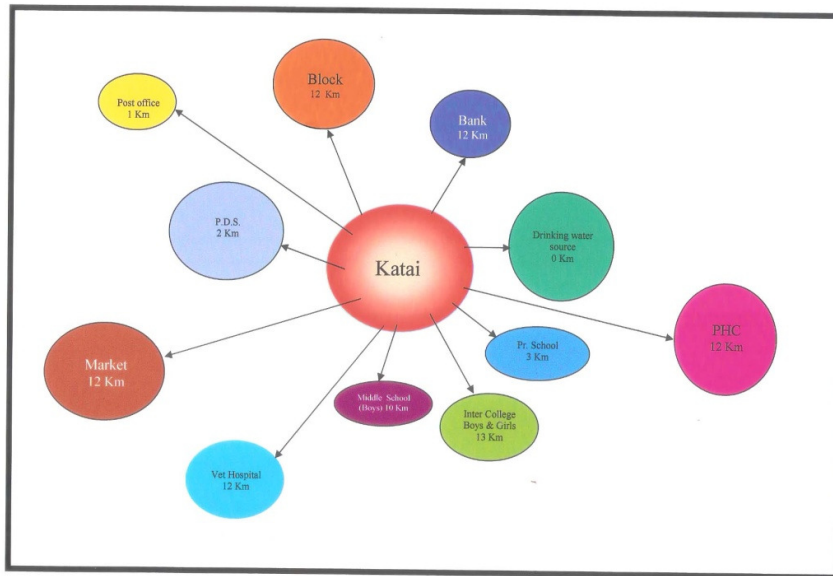 Block
12 Km
Post office
1 Km
Bank
12 Km
P.D.S.
2 Km
Drinking water
source
0 Km
Katai
PHC
12 Km
Pr. School
3 Km
Market
12 Km
Middle School
(Boys) 10 Km
Inter College
Boys & Girls
13 Km
Vet Hospital
12 Km